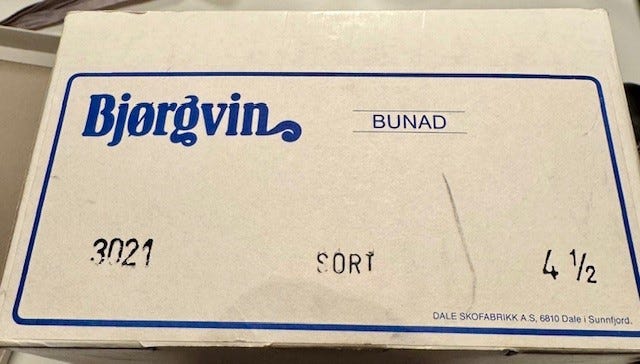 Bjørgvin
BUNAD
3021 SORT 4 ½
DALE SKOFABRIKK A.S, 6810 Dale i Sunnfjord.